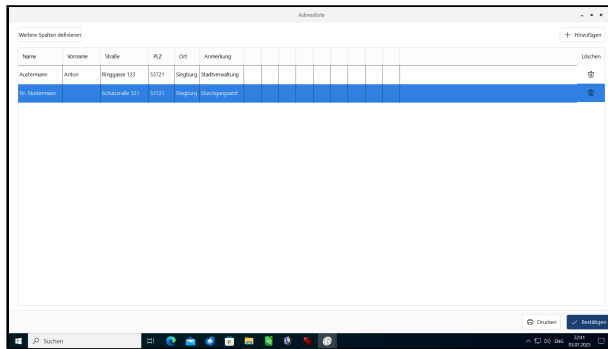 Adressliste
Weitere Spalten definieren
+ Hinzufügen
Name Vorname Straße PLZ Ort Anmerkung Löschen
Austermann Anton Ringgasse 123 53721 Siegburg Stadtverwaltung
Dr. Nustermann Schulstraße 321 53721 Siegburg Durchgangsarzt
Drucken Bestätigen
Suchen
ENG 22:41
03.07.2025